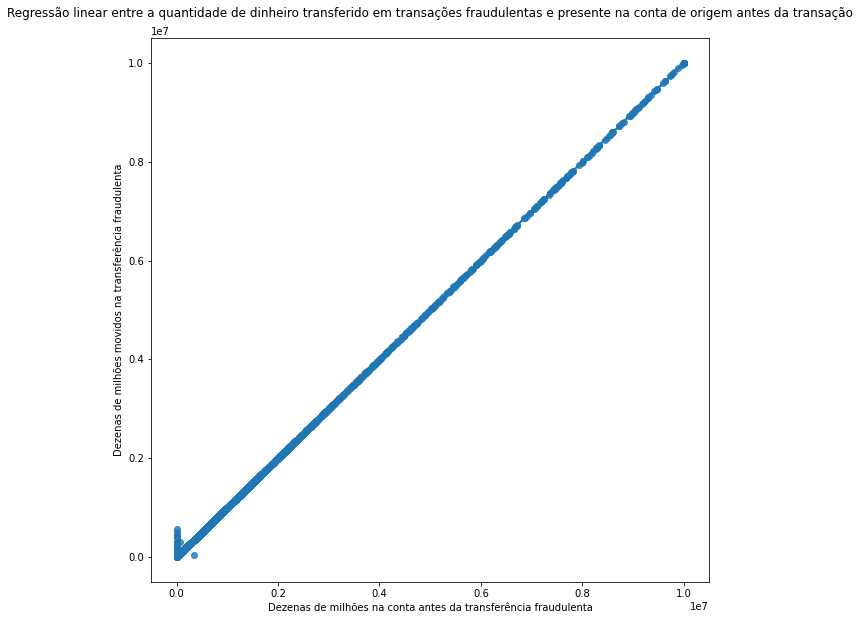 Regressão linear entre a quantidade de dinheiro transferido em transações fraudulentas e presente na conta de origem antes da transação
1e7
1.0
0.8
0.6
0.4
0.2
0.0
Dezenas de milhões movidos na transferência fraudulenta
0.0 0.2 0.4 0.6 0.8 1.0
1e7
Dezenas de milhões na conta antes da transferência fraudulenta